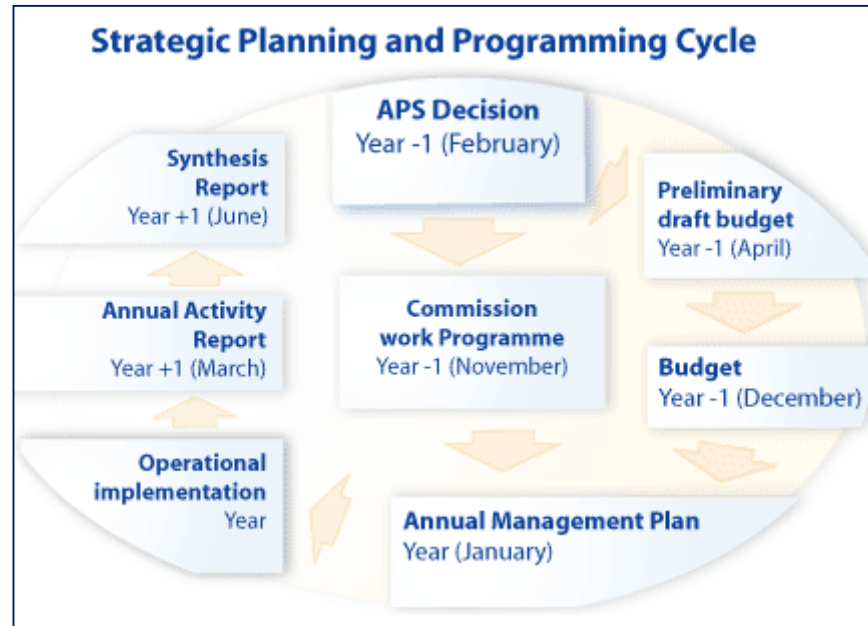 Strategic Planning and Programming Cycle
APS Decision
Year -1 (February)
Synthesis
Report
Year +1 (June)
Preliminary
draft budget
Year -1 (April)
Annual Activity
Report
Year +1 (March)
Commission
work Programme
Year -1 (November)
Budget
Year -1 (December)
Operational
implementation
Year
Annual Management Plan
Year (January)